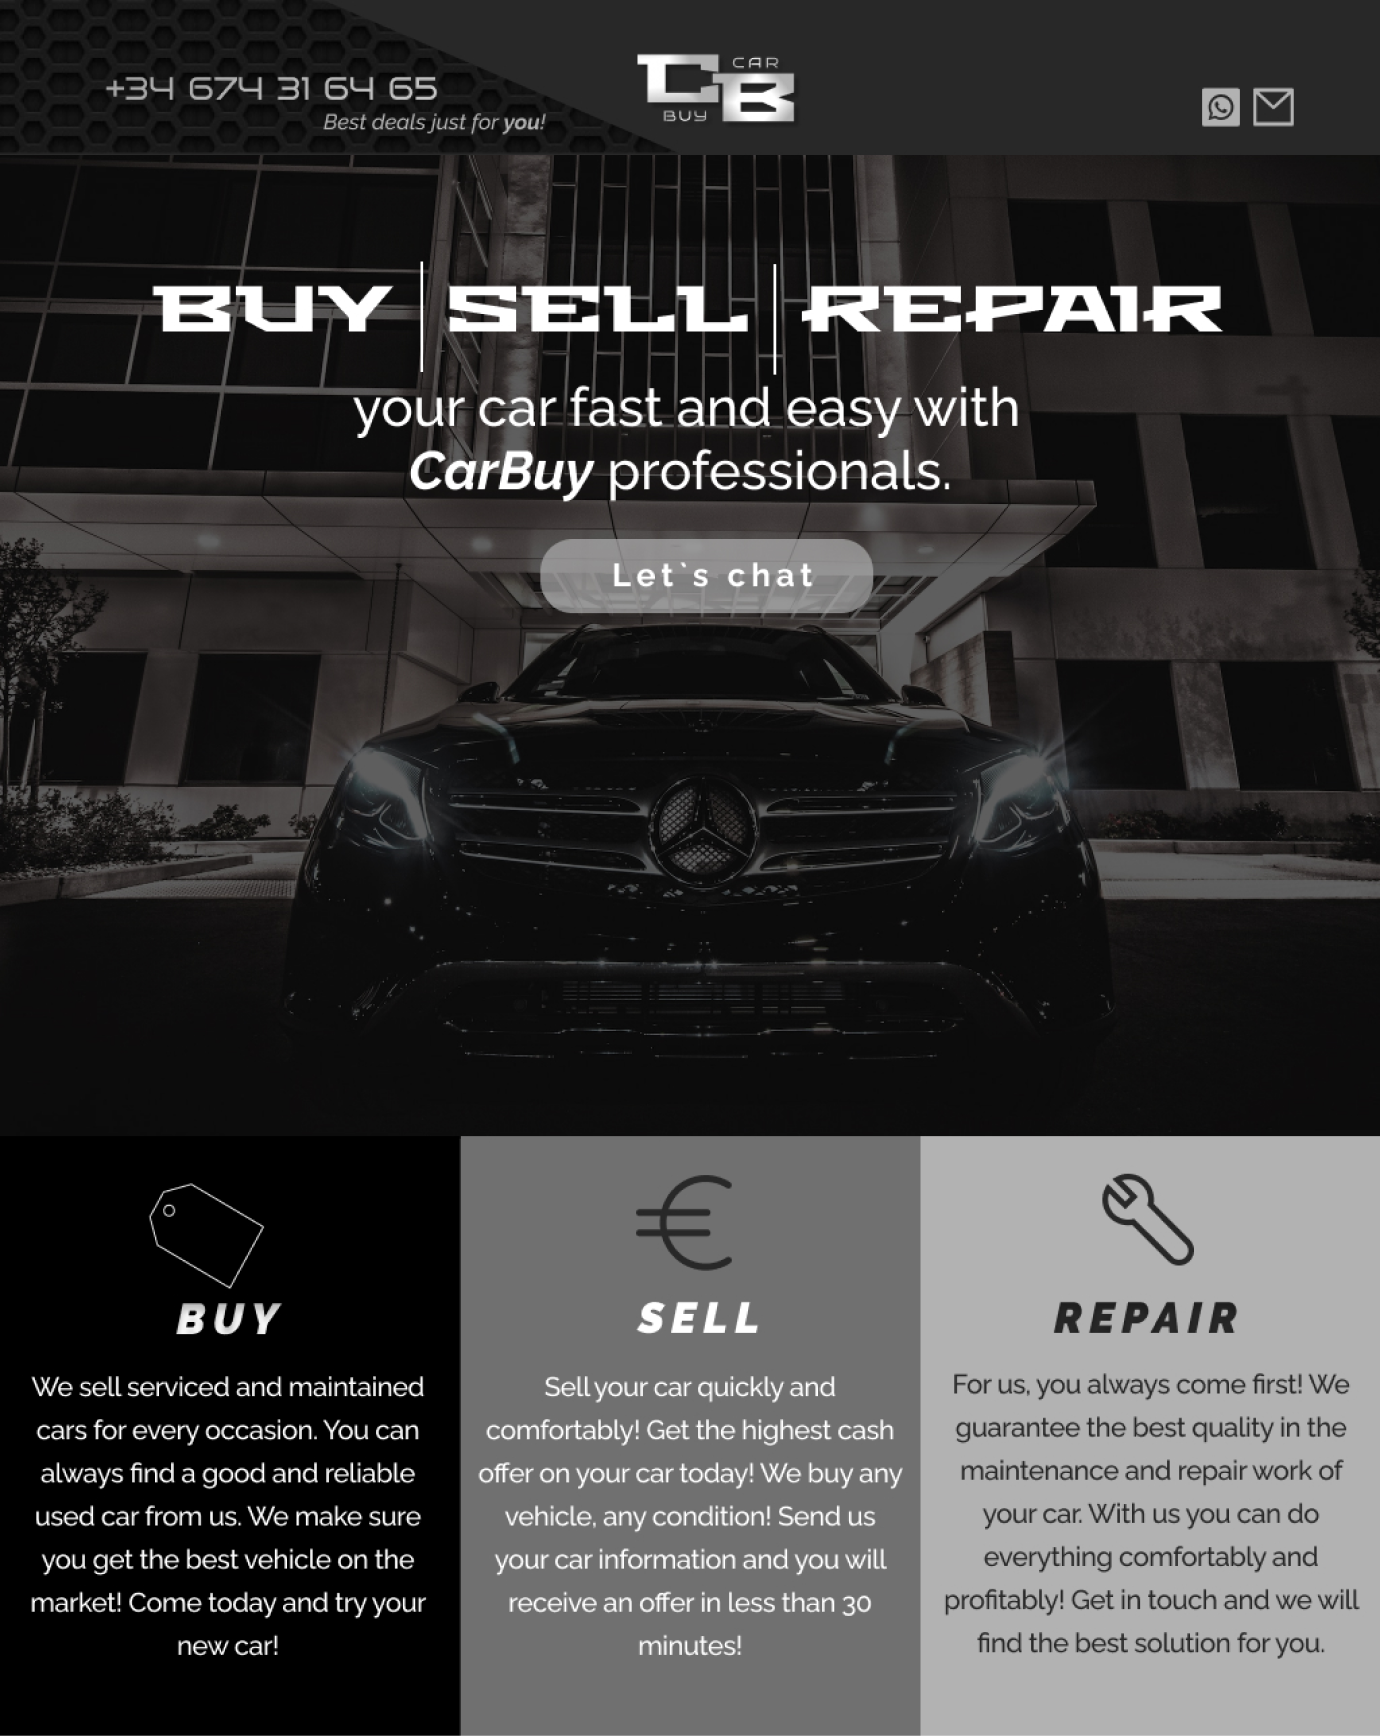 +34 674 31 64 65
Best deals just for you!
CB CAR
BUY
BUY | SELL | REPAIR
your car fast and easy with
CarBuy professionals.
Let`s chat
BUY
We sell serviced and maintained
cars for every occasion. You can
always find a good and reliable
used car from us. We make sure
you get the best vehicle on the
market! Come today and try your
new car!
SELL
Sell your car quickly and
comfortably! Get the highest cash
offer on your car today! We buy any
vehicle, any condition! Send us
your car information and you will
receive an offer in less than 30
minutes!
REPAIR
For us, you always come first! We
guarantee the best quality in the
maintenance and repair work of
your car. With us you can do
everything comfortably and
profitably! Get in touch and we will
find the best solution for you.